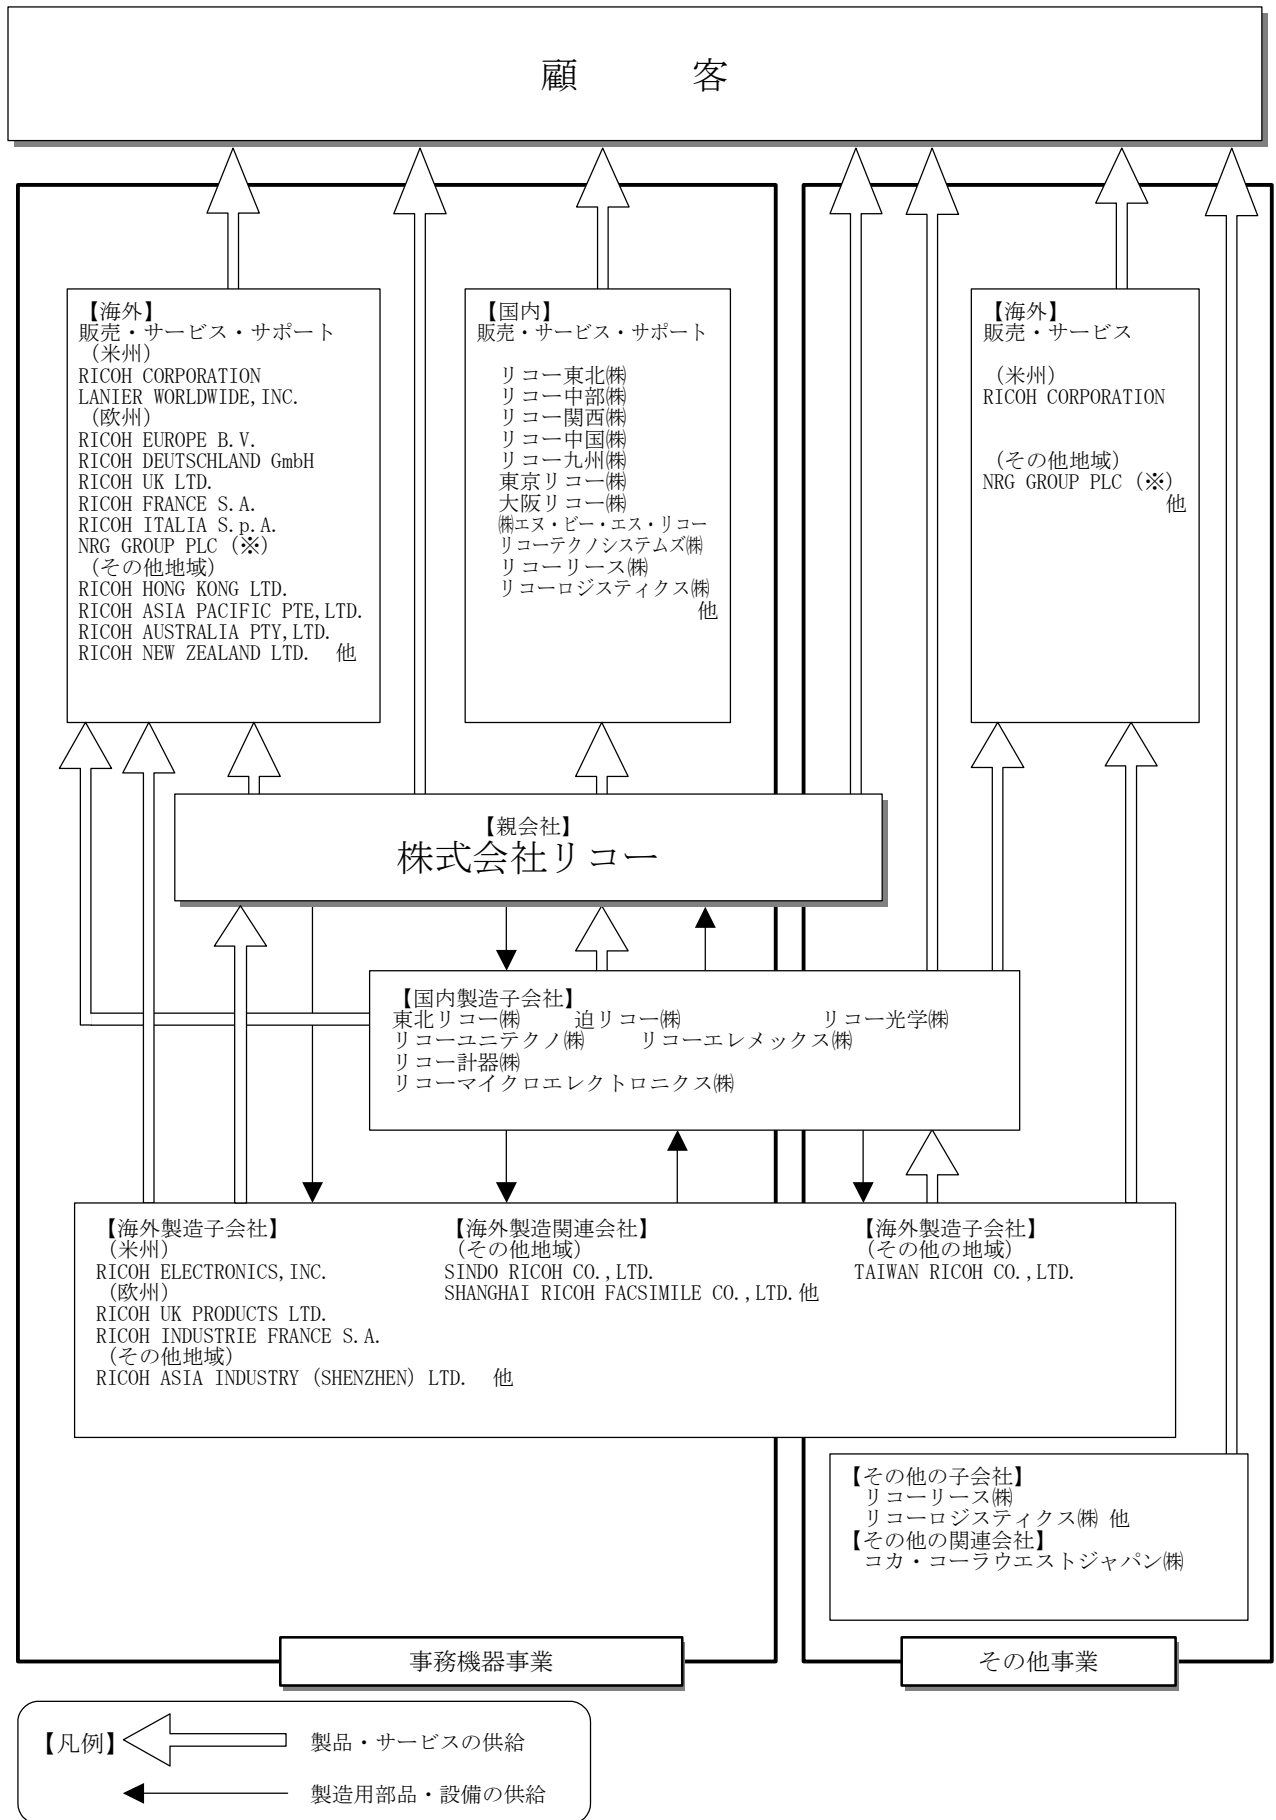 顧 客
【海外】
販売・サービス・サポート
（米州）
RICOH CORPORATION
LANIER WORLDWIDE,INC.
（欧州）
RICOH EUROPE B.V.
RICOH DEUTSCHLAND GmbH
RICOH UK LTD.
RICOH FRANCE S.A.
RICOH ITALIA S.p.A.
NRG GROUP PLC（※）
（その他地域）
RICOH HONG KONG LTD.
RICOH ASIA PACIFIC PTE,LTD.
RICOH AUSTRALIA PTY,LTD.
RICOH NEW ZEALAND LTD. 他
【国内】
販売・サービス・サポート
リコー東北㈱
リコー中部㈱
リコー関西㈱
リコー中国㈱
リコー九州㈱
東京リコー㈱
大阪リコー㈱
㈱エヌ・ビー・エス・リコー
リコーテクノシステムズ㈱
リコーリース㈱
リコーロジスティクス㈱
他
【海外】
販売・サービス
（米州）
RICOH CORPORATION
（その他地域）
NRG GROUP PLC（※）
他
【親会社】
株式会社リコー
【国内製造子会社】
東北リコー㈱ 迫リコー㈱ リコー光学㈱
リコーユニテクノ㈱ リコーエレメックス㈱
リコー計器㈱
リコーマイクロエレクトロニクス㈱
【海外製造子会社】
（米州）
RICOH ELECTRONICS,INC.
（欧州）
RICOH UK PRODUCTS LTD.
RICOH INDUSTRIE FRANCE S.A.
（その他地域）
RICOH ASIA INDUSTRY（SHENZHEN）LTD. 他
【海外製造関連会社】
（その他地域）
SINDO RICOH CO.,LTD.
SHANGHAI RICOH FACSIMILE CO.,LTD.他
【海外製造子会社】
（その他の地域）
TAIWAN RICOH CO.,LTD.
【その他の子会社】
リコーリース㈱
リコーロジスティクス㈱ 他
【その他の関連会社】
コカ・コーラウエストジャパン㈱
事務機器事業
その他事業
【凡例】 製品・サービスの供給
製造用部品・設備の供給